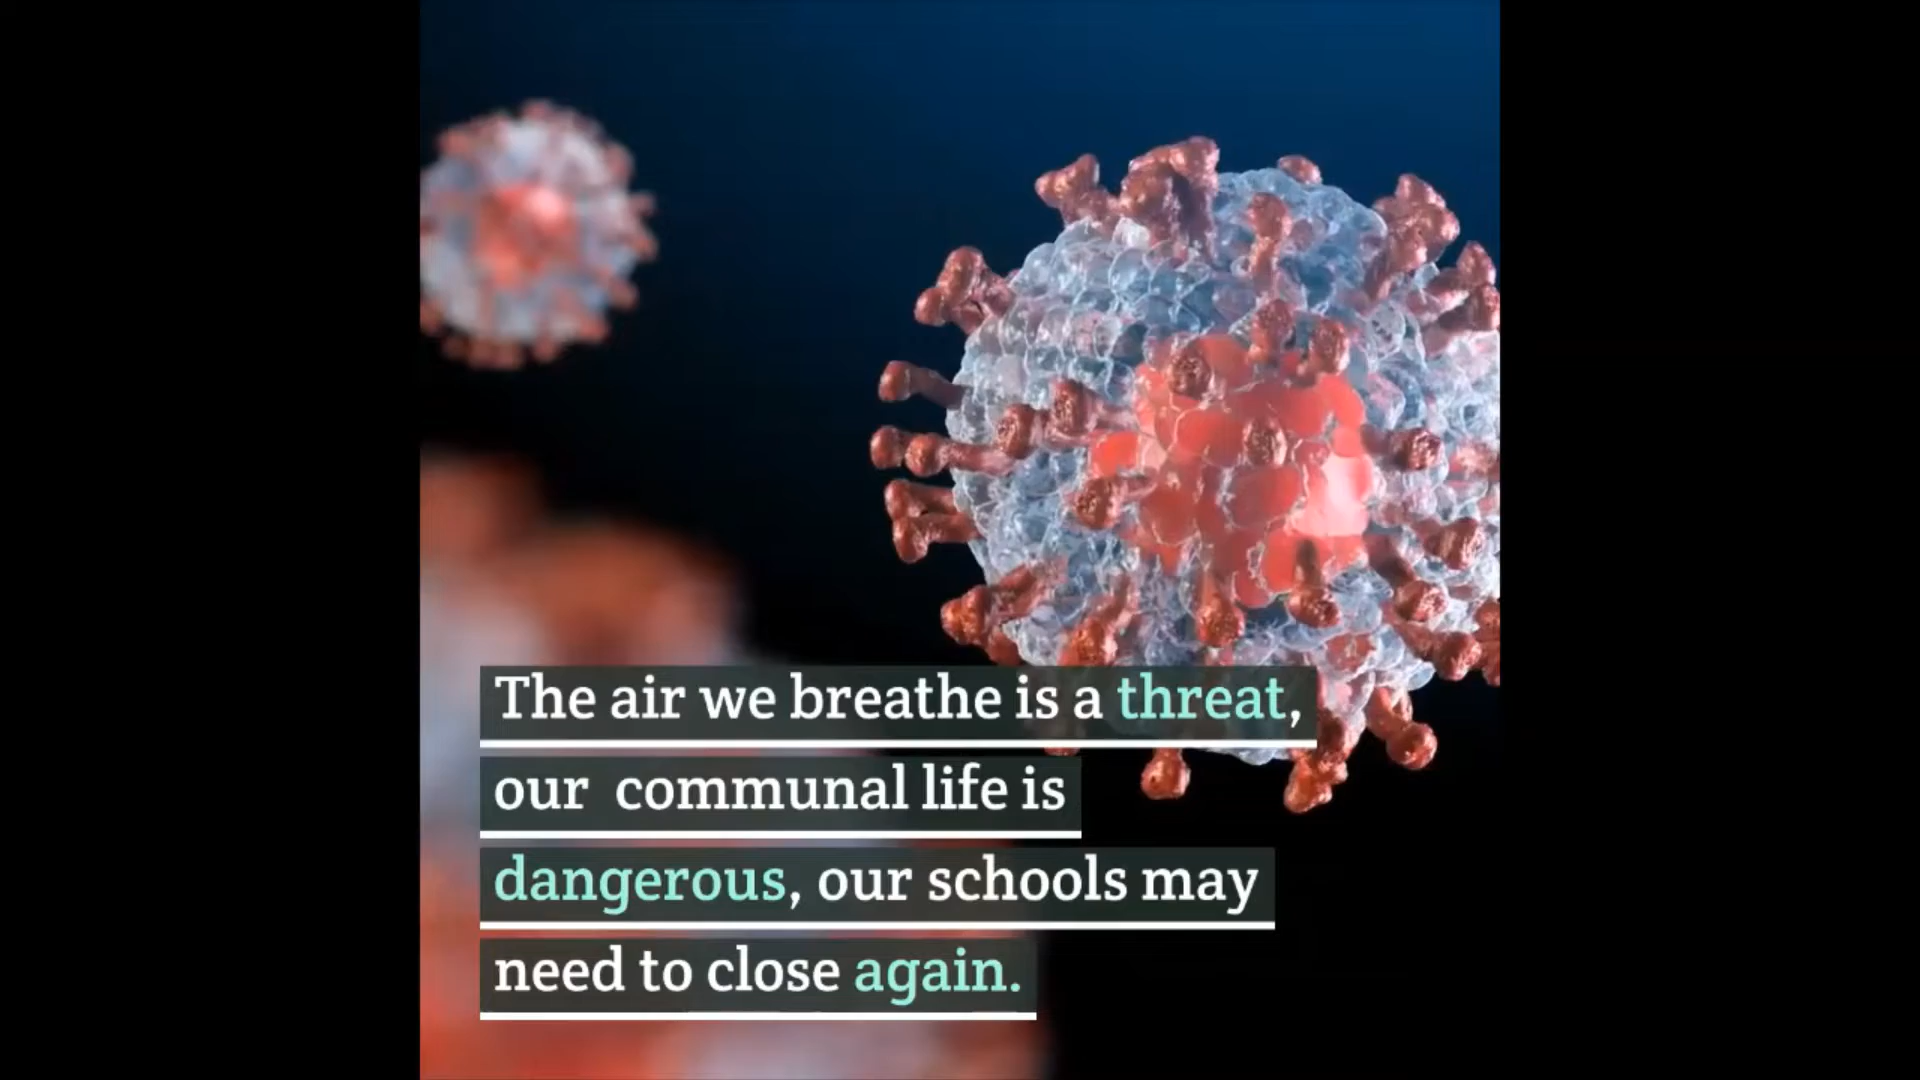 The air we breathe is a threat,
our  communal life is
dangerous, our schools may
need to close again.